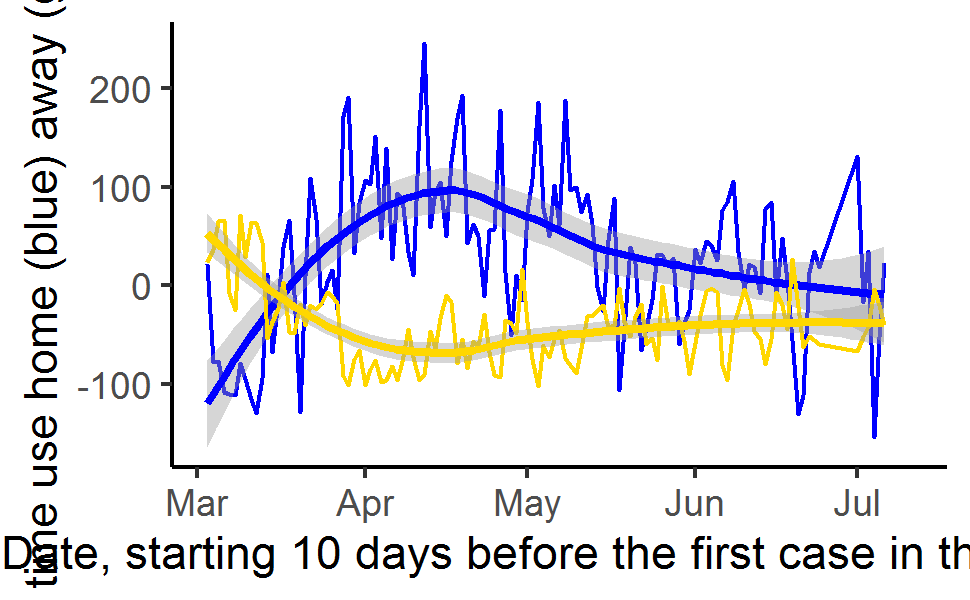 time use home (blue) away (
200
100
0
-100
Mar Apr May Jun Jul
Date, starting 10 days before the first case in th